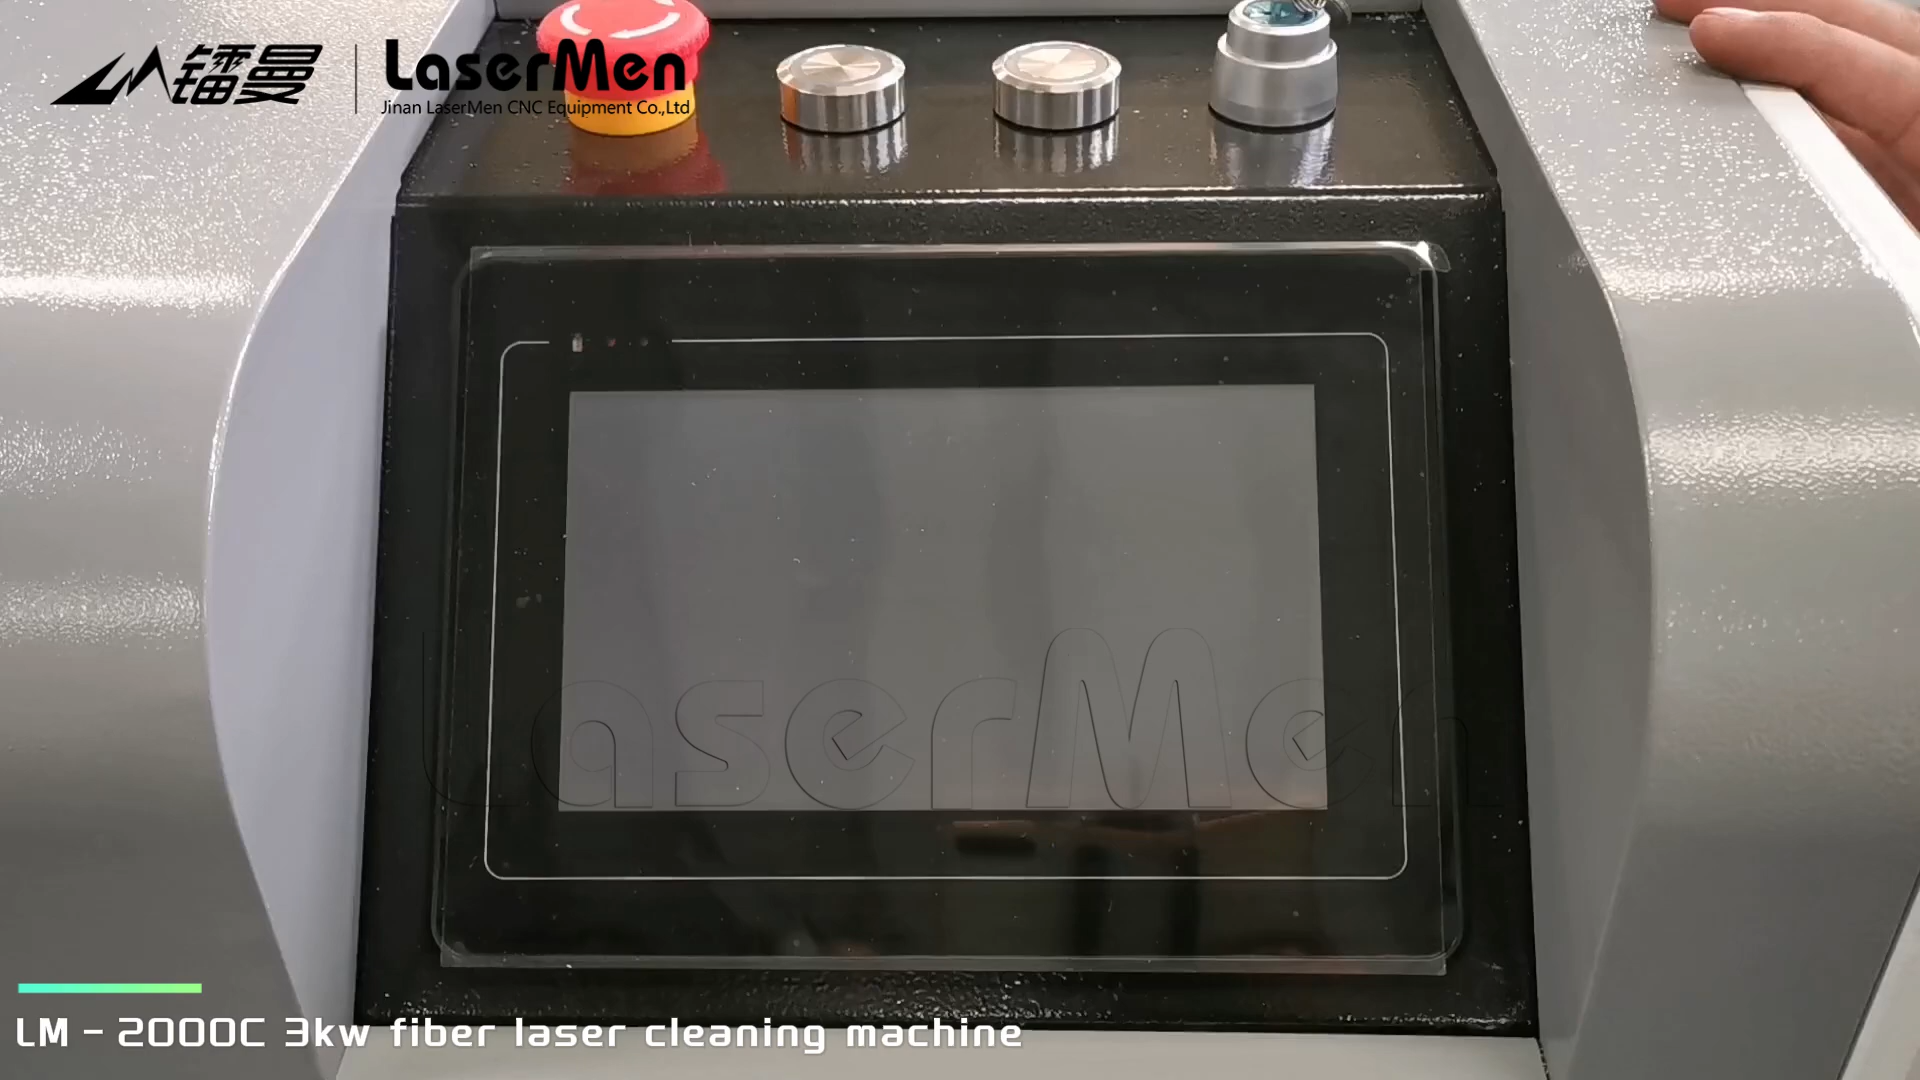 镭曼
LaserMen
Jinan LaserMen CNC Equipment Co.,Ltd
LaserMen
LM - 2000C 3kw fiber laser cleaning machine